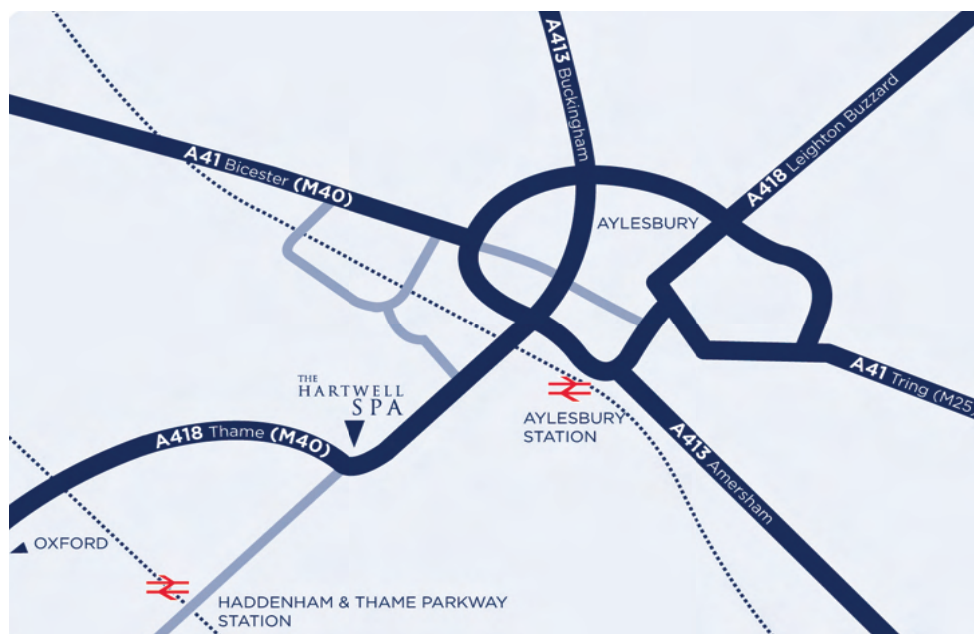 A413 Buckingham
A418 Leighton Buzzard
A41 Bicester (M40)
AYLESBURY
THE
HARTWELL
SPA
AYLESBURY
STATION
A41 Tring (M25)
A418 Thame (M40)
A413 Amersham
OXFORD
HADDENHAM & THAME PARKWAY
STATION